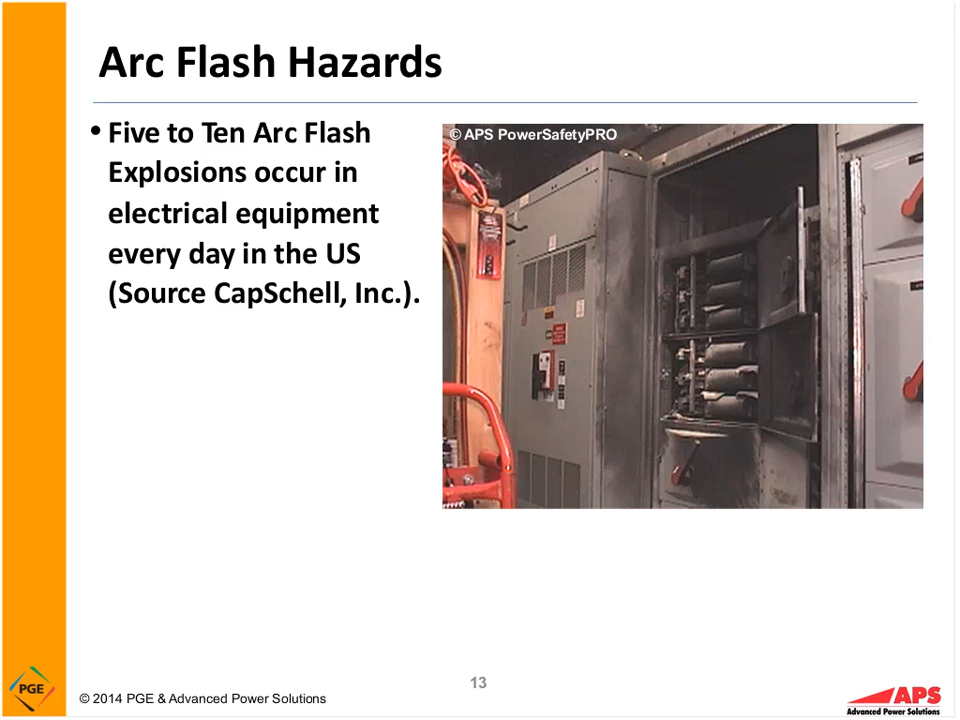 Arc Flash Hazards
• Five to Ten Arc Flash
Explosions occur in
electrical equipment
every day in the US
(Source CapSchell, Inc.).
© APS PowerSafetyPRO
PGE
© 2014 PGE & Advanced Power Solutions
13
APS
Advanced Power Solutions